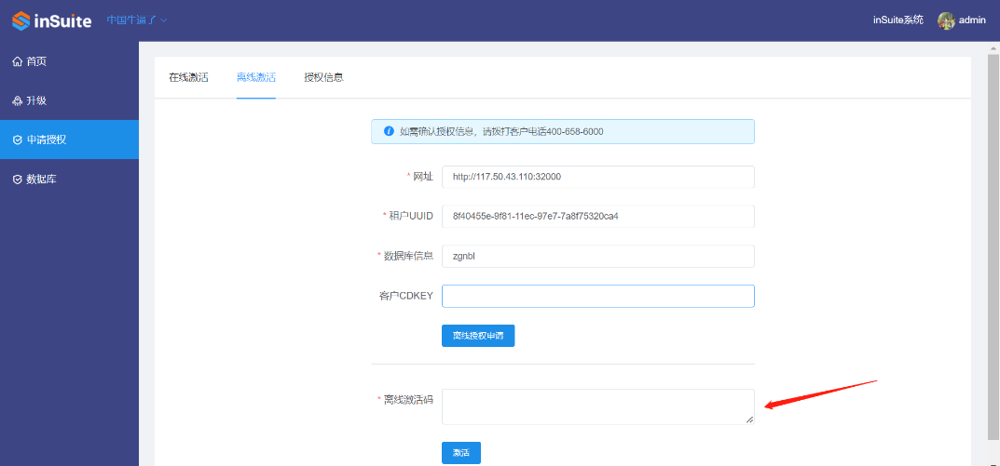 inSuite
中国牛逼了
inSuite系统
admin
首页
升级
申请授权
数据库
在线激活
离线激活
授权信息
如需确认授权信息，请拨打客户电话400-658-6000
* 网址
http://117.50.43.110:32000
* 租户UUID
8f40455e-9f81-11ec-97e7-7a8f75320ca4
* 数据库信息
zgnbl
客户CDKEY
离线授权申请
* 离线激活码
激活